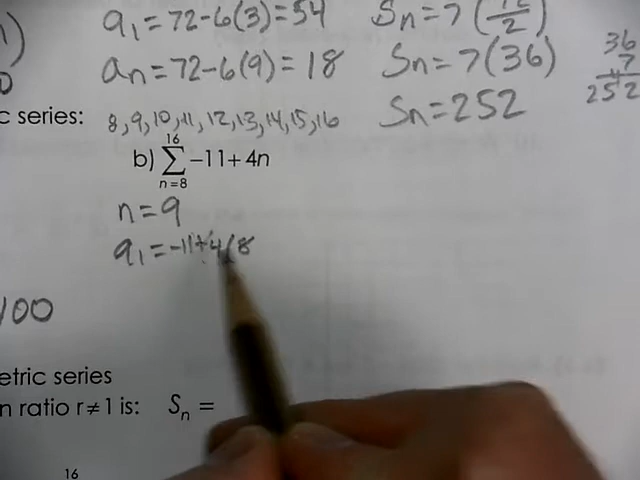 1)
a₁ = 72-6(3) = 54
Sₙ = 7(
/2)
aₙ = 72-6(9) = 18
Sₙ = 7(36)
36
7
252
Sₙ = 252
c series:
8, 9, 10, 11, 12, 13, 14, 15, 16
b) 16 ∑ n=8 −11 + 4n
n = 9
a₁ = -11+4(8
100
etric series
n ratio r ≠ 1 is: Sₙ =
16